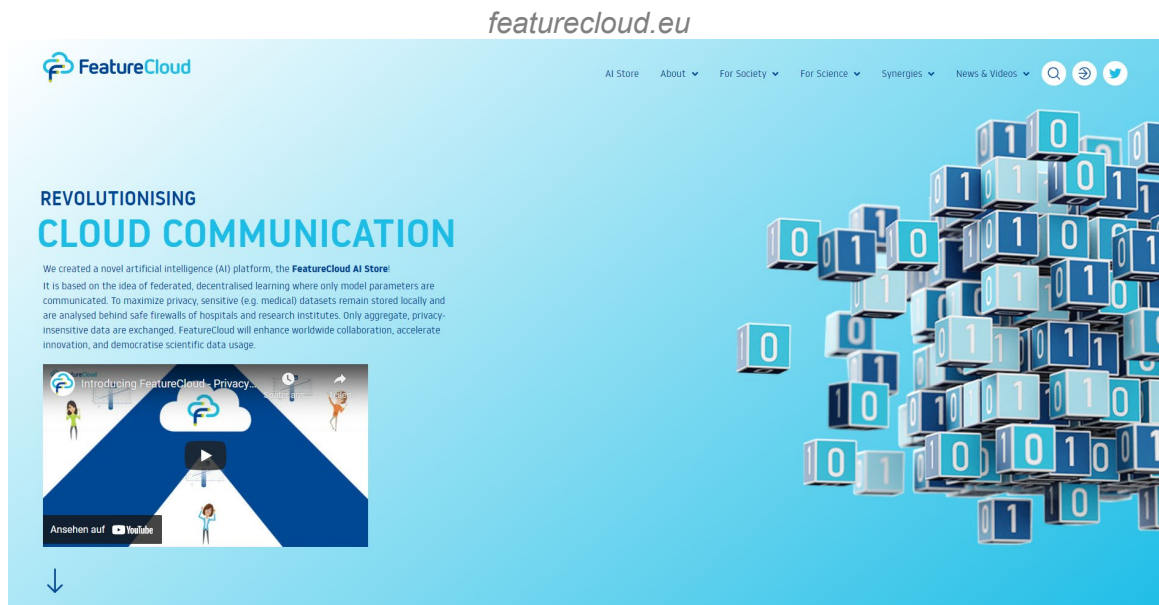 featurecloud.eu
FeatureCloud
AI Store About For Society For Science Synergies News & Videos
REVOLUTIONISING
CLOUD COMMUNICATION
We created a novel artificial intelligence (AI) platform, the FeatureCloud AI Store!
It is based on the idea of federated, decentralised learning where only model parameters are
communicated. To maximize privacy, sensitive (e.g. medical) datasets remain stored locally and
are analysed behind safe firewalls of hospitals and research institutes. Only aggregate, privacy-
insensitive data are exchanged. FeatureCloud will enhance worldwide collaboration, accelerate
innovation, and democratise scientific data usage.
Introducing FeatureCloud - Privacy...
Ansehen auf YouTube